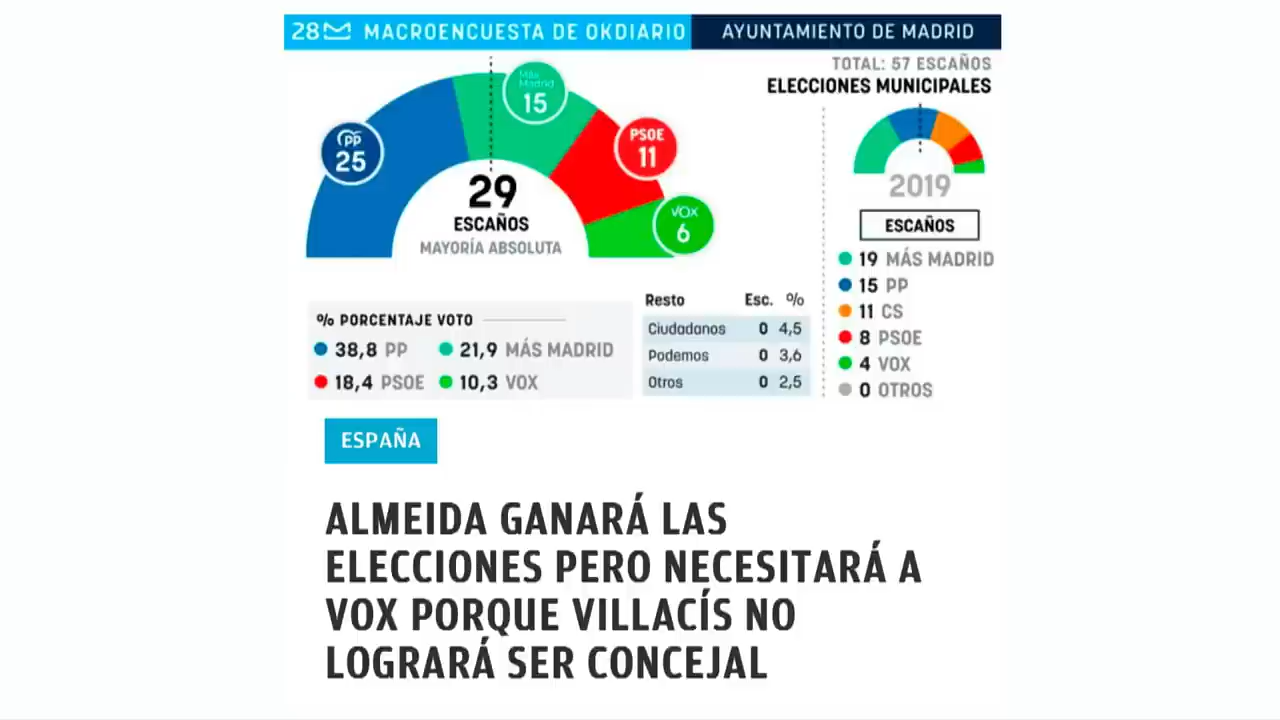 28M MACROENCUESTA DE OKDIARIO
AYUNTAMIENTO DE MADRID
TOTAL: 57 ESCAÑOS
ELECCIONES MUNICIPALES
PP
25
Más
Madrid
15
PSOE
11
VOX
6
29
ESCAÑOS
MAYORÍA ABSOLUTA
2019
ESCAÑOS
19 MÁS MADRID
15 PP
11 CS
8 PSOE
4 VOX
0 OTROS
% PORCENTAJE VOTO
38,8 PP 21,9 MÁS MADRID
18,4 PSOE 10,3 VOX
Resto Esc. %
Ciudadanos 0 4,5
Podemos 0 3,6
Otros 0 2,5
ESPAÑA
ALMEIDA GANARÁ LAS
ELECCIONES PERO NECESITARÁ A
VOX PORQUE VILLACÍS NO
LOGRARÁ SER CONCEJAL